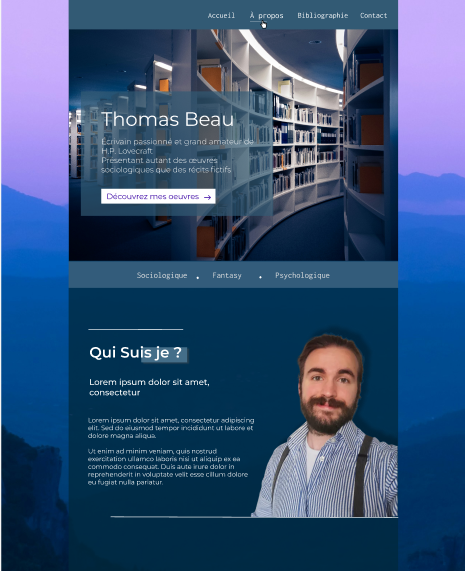 Accueil À propos Bibliographie Contact
Thomas Beau
Ecrivain passionné et grand amateur de
H.P. Lovecraft
Présentant autant des œuvres
sociologiques que des récits fictifs
Découvrez mes oeuvres →
Sociologique Fantasy Psychologique
Qui Suis je ?
Lorem ipsum dolor sit amet,
consectetur
Lorem ipsum dolor sit amet, consectetur adipiscing
elit. Sed do eiusmod tempor incididunt ut labore et
dolore magna aliqua.
Ut enim ad minim veniam, quis nostrud
exercitation ullamco laboris nisi ut aliquip ex ea
commodo consequat. Duis aute irure dolor in
reprehenderit in voluptate velit esse cillum dolore
eu fugiat nulla pariatur.